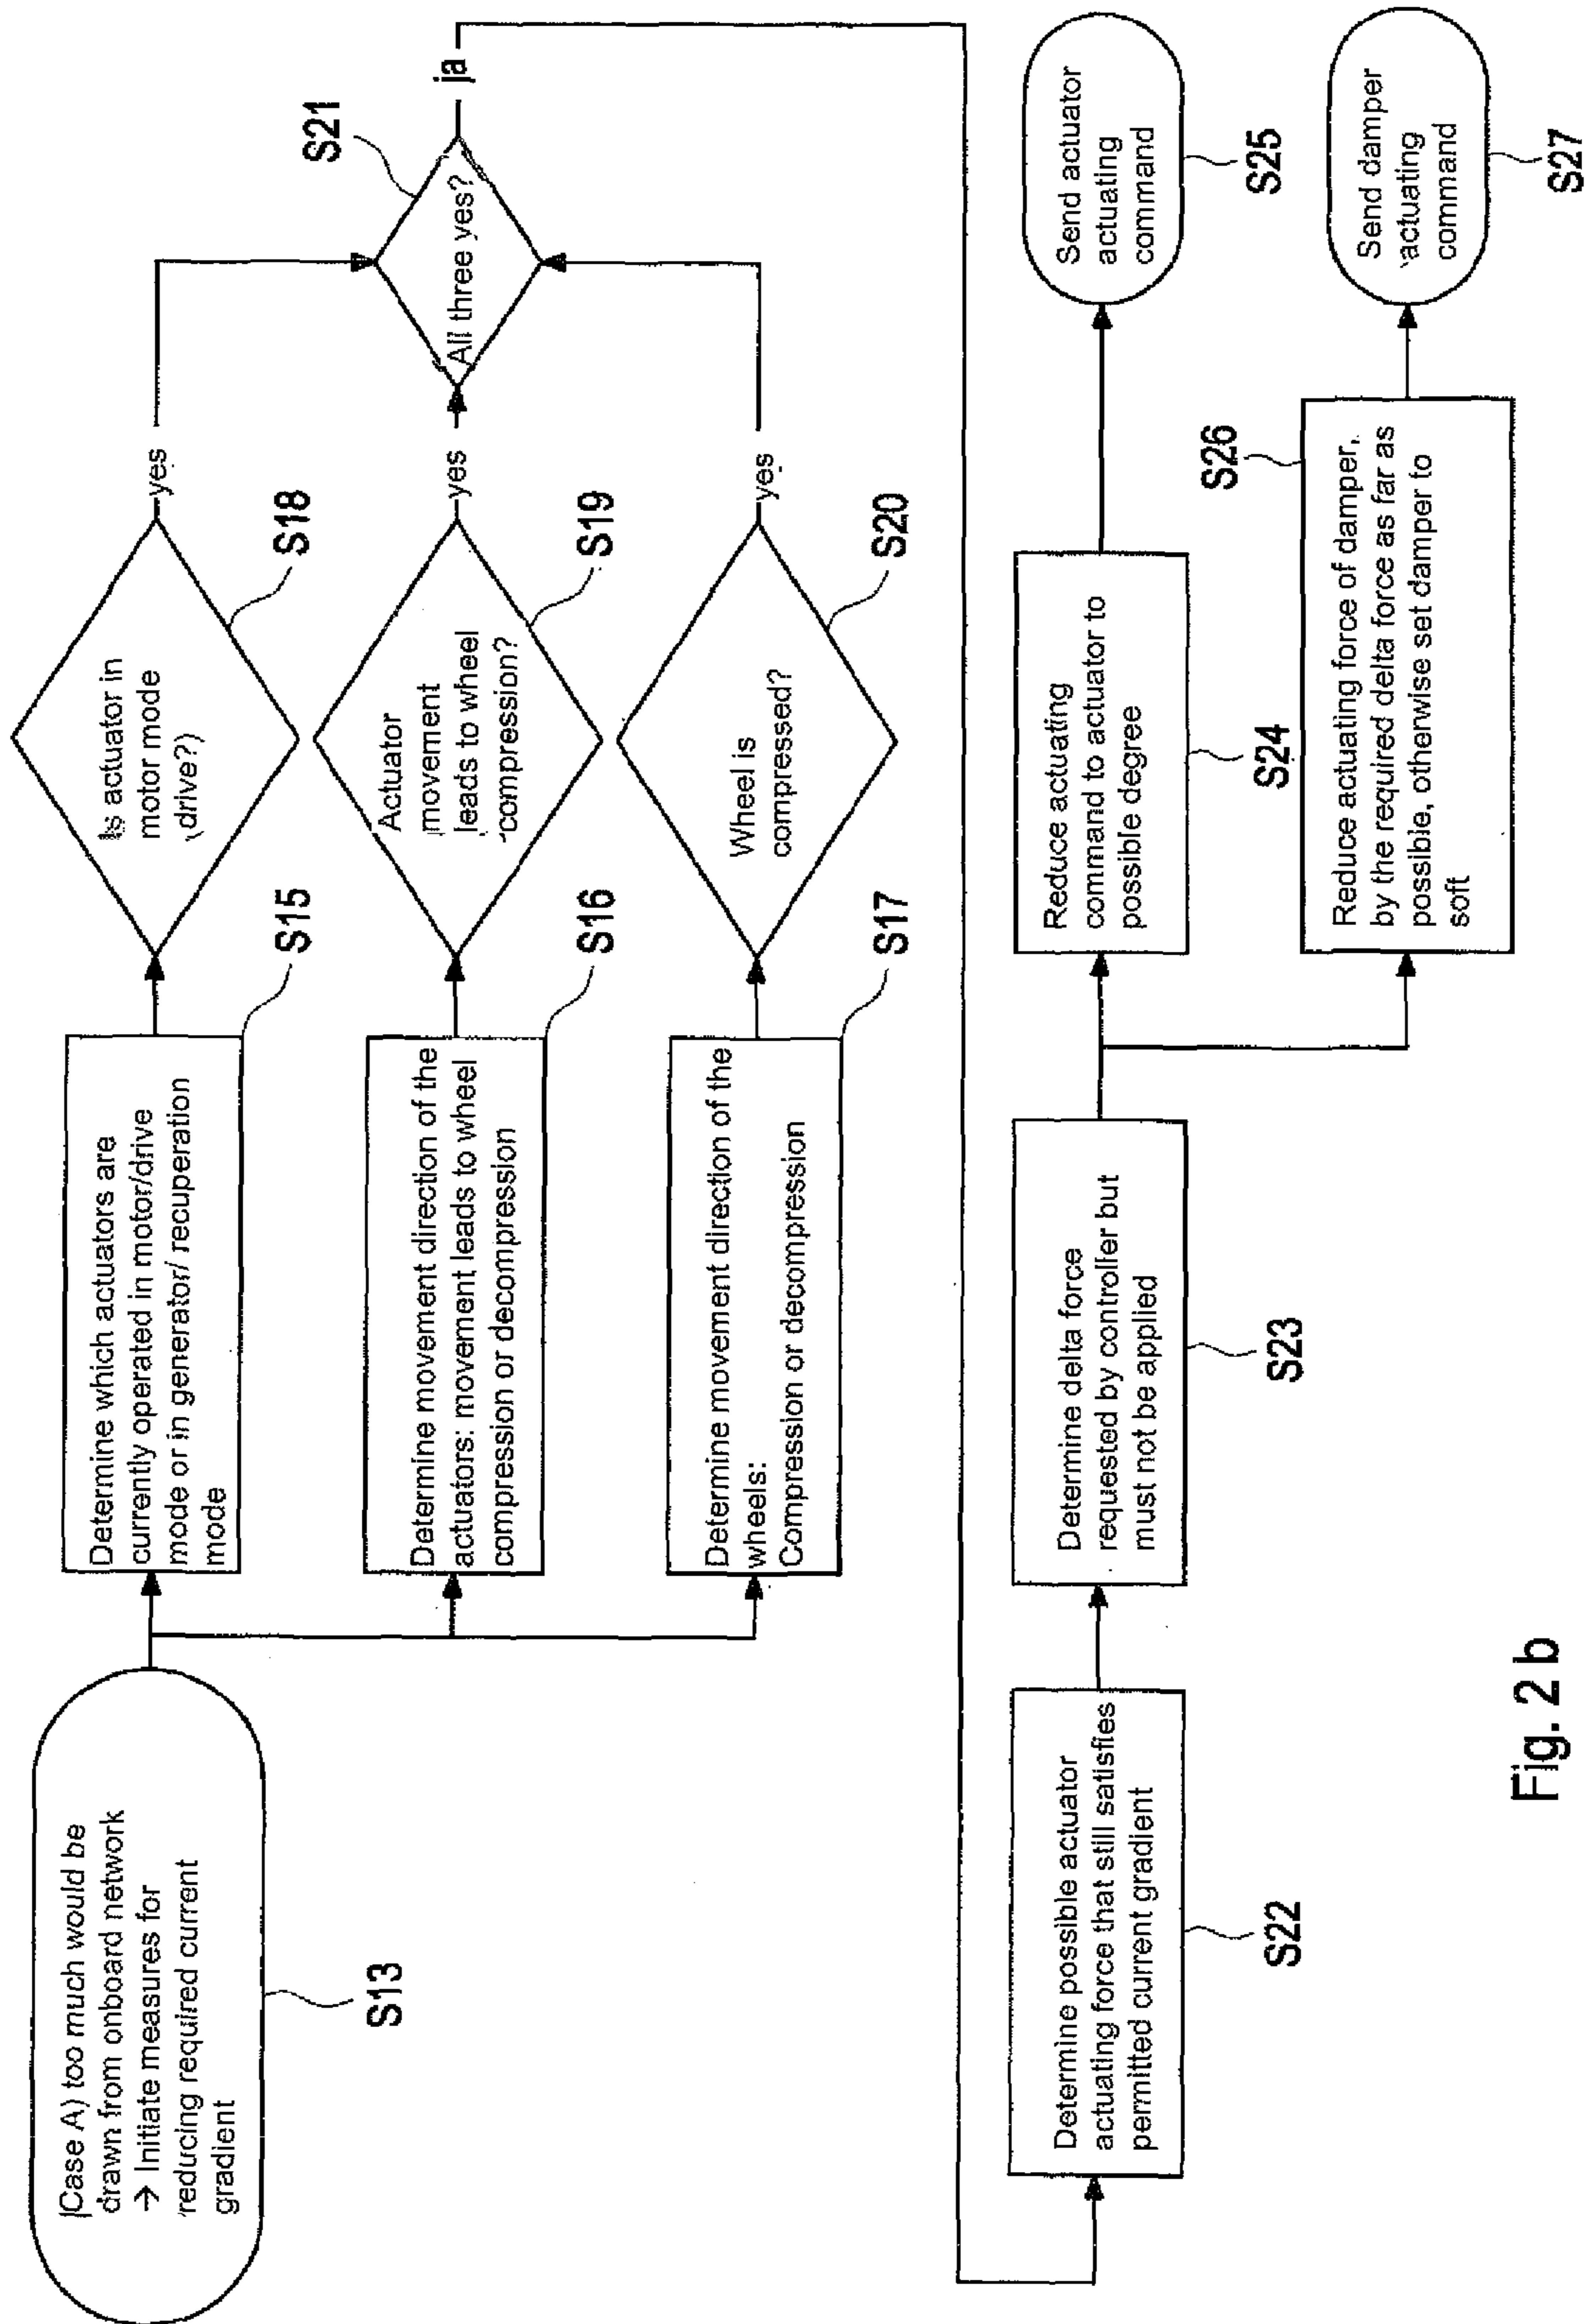 (Case A) too much would be
drawn from onboard network
→ Initiate measures for
reducing required current
gradient
S13
Determine which actuators are
currently operated in motor/drive
mode or in generator/ recuperation
mode
S15
Is actuator in
motor mode
drive?)
S18
yes
Determine movement direction of the
actuators: movement leads to wheel
compression or decompression
S16
Actuator
movement
leads to wheel
compression?
S19
yes
Determine movement direction of the
wheels:
Compression or decompression
S17
Wheel is
compressed?
S20
yes
All three yes?
S21
ja
Determine possible actuator
actuating force that still satisfies
permitted current gradient
S22
Determine delta force
requested by controller but
must not be applied
S23
Reduce actuating
command to actuator to
possible degree
S24
Send actuator
actuating
command
S25
Reduce actuating force of damper,
by the required delta force as far as
possible, otherwise set damper to
soft
S26
Send damper
actuating
command
S27
Fig. 2 b